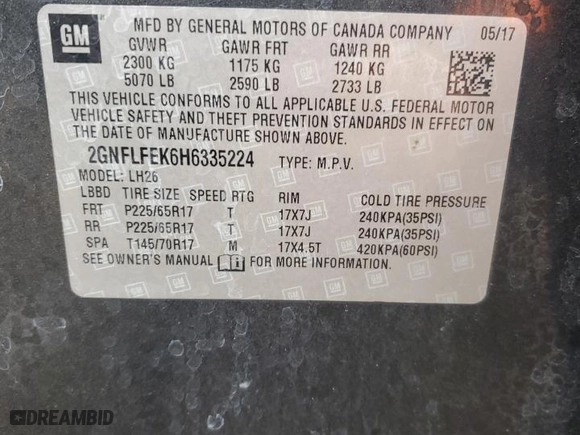 GM
MFD BY GENERAL MOTORS OF CANADA COMPANY 05/17
GVWR GAWR FRT GAWR RR
2300 KG 1175 KG 1240 KG
5070 LB 2590 LB 2733 LB
THIS VEHICLE CONFORMS TO ALL APPLICABLE U.S. FEDERAL MOTOR
VEHICLE SAFETY AND THEFT PREVENTION STANDARDS IN EFFECT ON
THE DATE OF MANUFACTURE SHOWN ABOVE.
2GNFLFEK6H6335224 TYPE: M.P.V.
MODEL: LH26
LBBD TIRE SIZE SPEED RTG RIM COLD TIRE PRESSURE
FRT P225/65R17 T 17X7J 240KPA(35PSI)
RR P225/65R17 T 17X7J 240KPA(35PSI)
SPA T145/70R17 M 17X4.5T 420KPA(60PSI)
SEE OWNER'S MANUAL FOR MORE INFORMATION.
DREAMBID